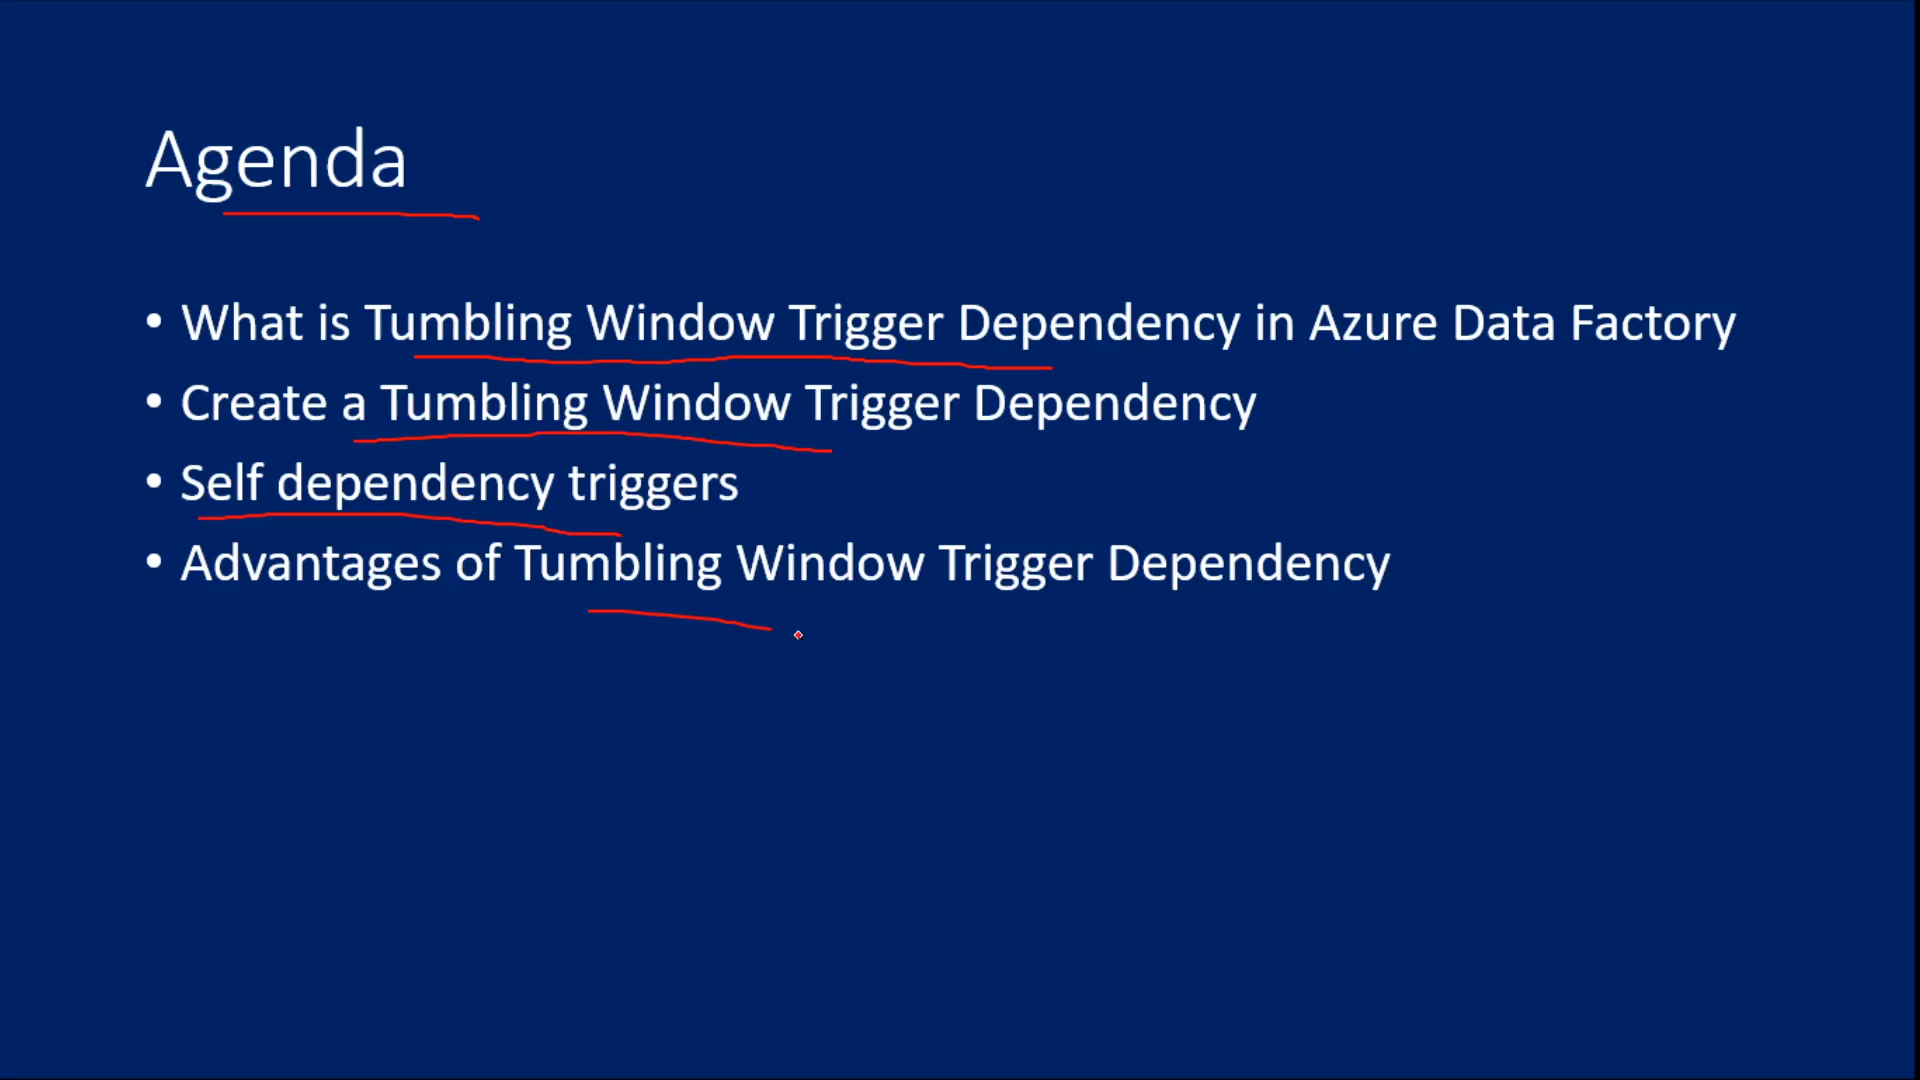 Agenda
• What is Tumbling Window Trigger Dependency in Azure Data Factory
• Create a Tumbling Window Trigger Dependency
• Self dependency triggers
• Advantages of Tumbling Window Trigger Dependency